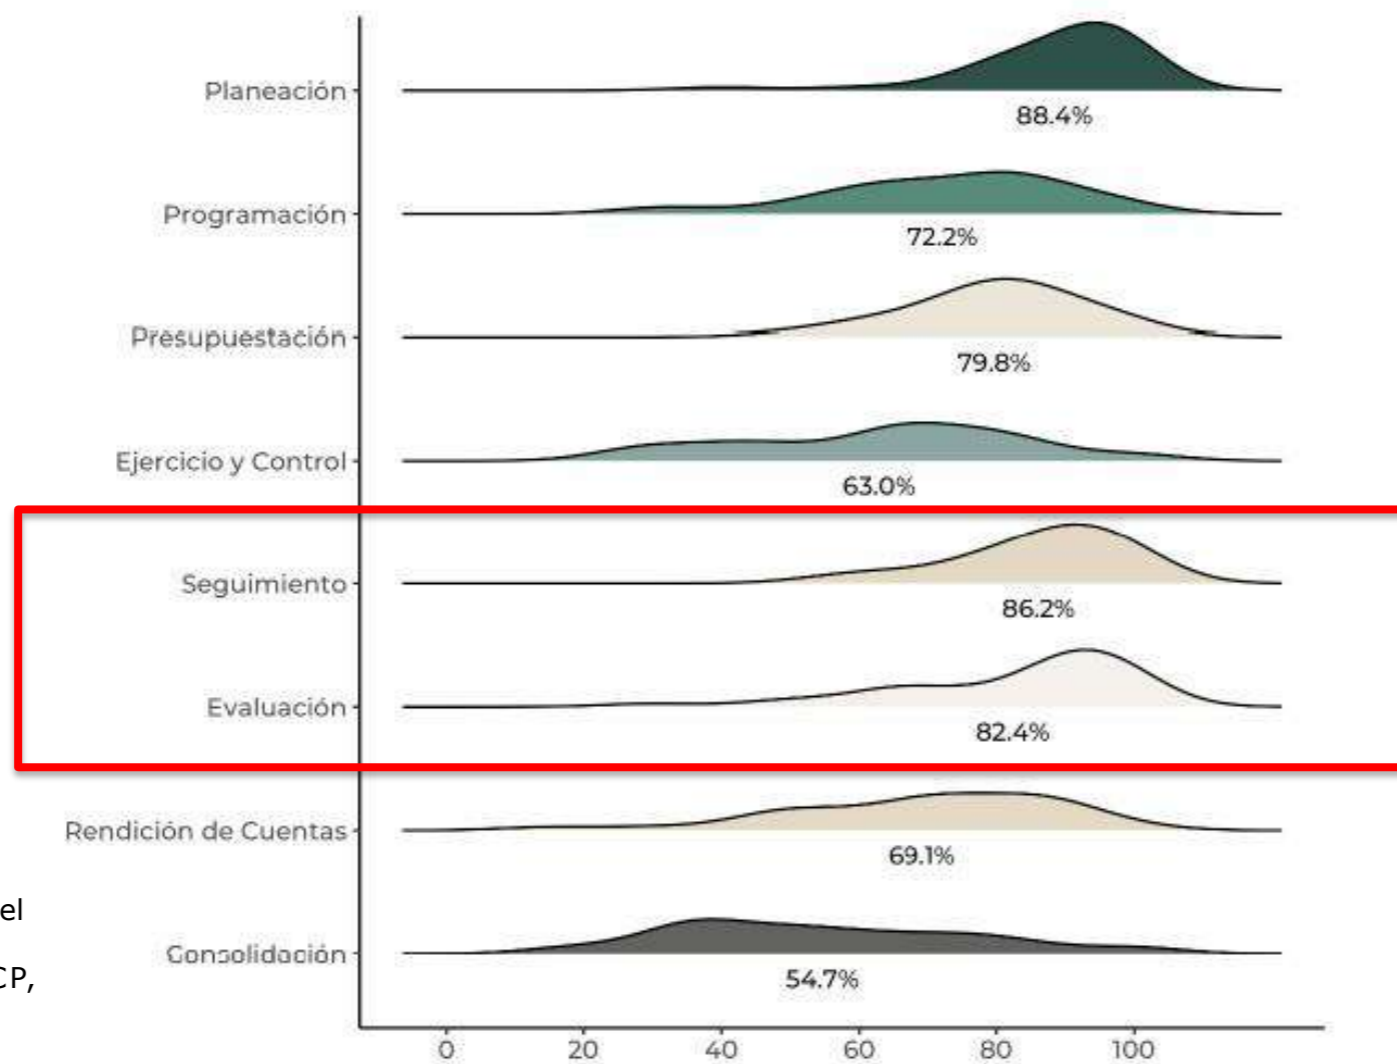 Planeación
88.4%
Programación
72.2%
Presupuestación
79.8%
Ejercicio y Control
63.0%
Seguimiento
86.2%
Evaluación
82.4%
Rendición de Cuentas
69.1%
el
Consolidación
CP,
54.7%
0 20 40 60 80 100